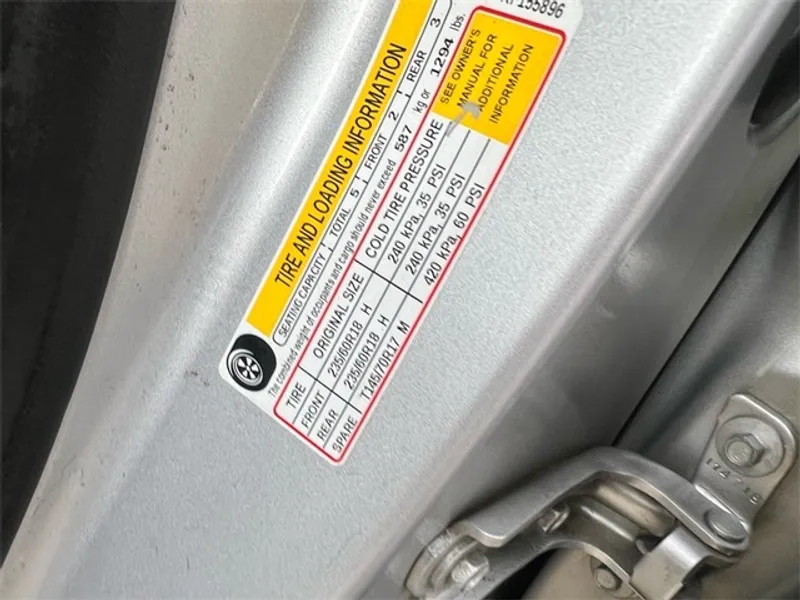 155896
TIRE AND LOADING INFORMATION
SEATING CAPACITY TOTAL 5 FRONT 2 REAR 3
The combined weight of occupants and cargo should never exceed 587 kg or 1294 lbs.
TIRE ORIGINAL SIZE COLD TIRE PRESSURE
FRONT 235/60R18 H 240 kPa, 35 PSI
REAR 235/60R18 H 240 kPa, 35 PSI
SPARE T145/70R17 M 420 kPa, 60 PSI
SEE OWNER'S
MANUAL FOR
ADDITIONAL
INFORMATION